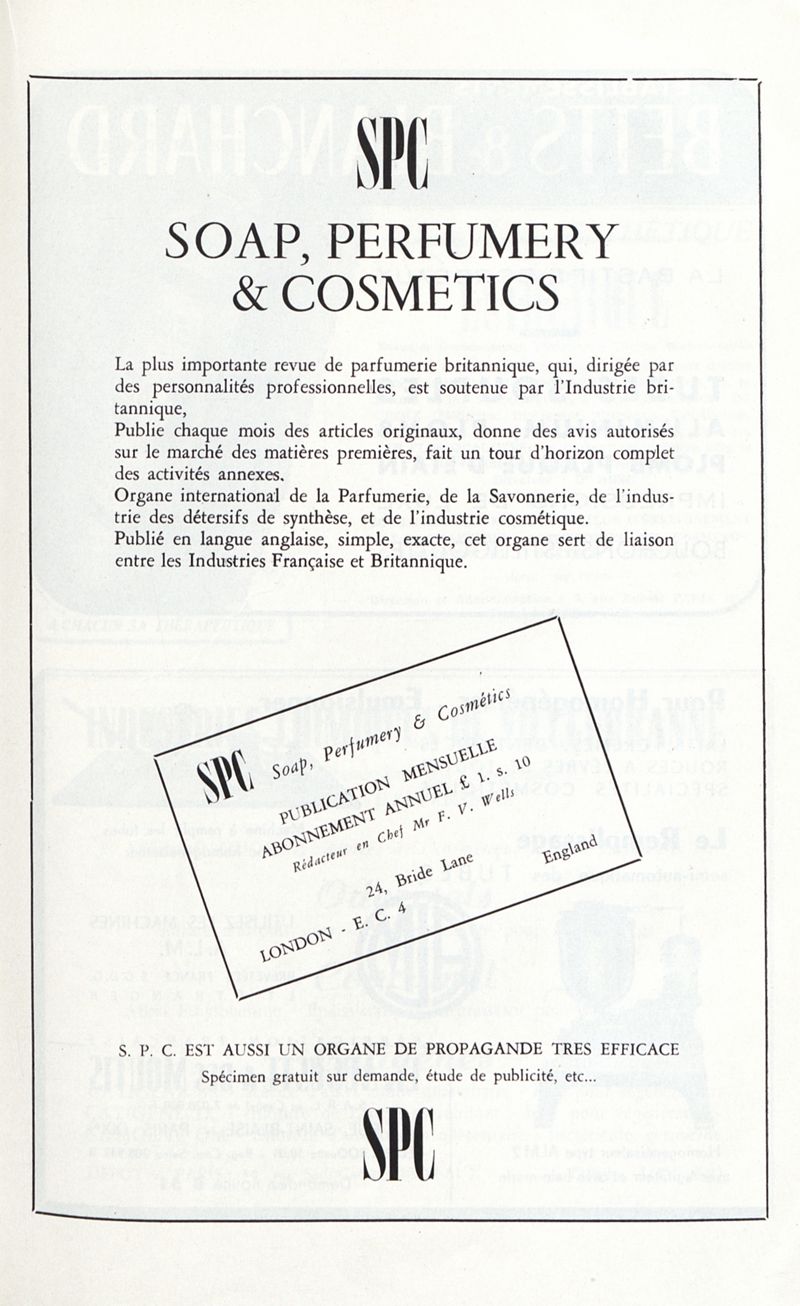 SPC
SOAP, PERFUMERY
& COSMETICS
La plus importante revue de parfumerie britannique, qui, dirigée par
des personnalités professionnelles, est soutenue par l'Industrie bri-
tannique,
Publie chaque mois des articles originaux, donne des avis autorisés
sur le marché des matières premières, fait un tour d'horizon complet
des activités annexes.
Organe international de la Parfumerie, de la Savonnerie, de l'indus-
trie des détersifs de synthèse, et de l'industrie cosmétique.
Publié en langue anglaise, simple, exacte, cet organe sert de liaison
entre les Industries Française et Britannique.
SPC Soap, Perfumery & Cosmétics
PUBLICATION MENSUELLE
ABONNEMENT ANNUEL £ 1. s. 10
Rédacteur en Chef Mr F. V. Wells
24, Bride Lane
LONDON - E. C. 4 England
S. P. C. EST AUSSI UN ORGANE DE PROPAGANDE TRES EFFICACE
Spécimen gratuit sur demande, étude de publicité, etc...
SPC